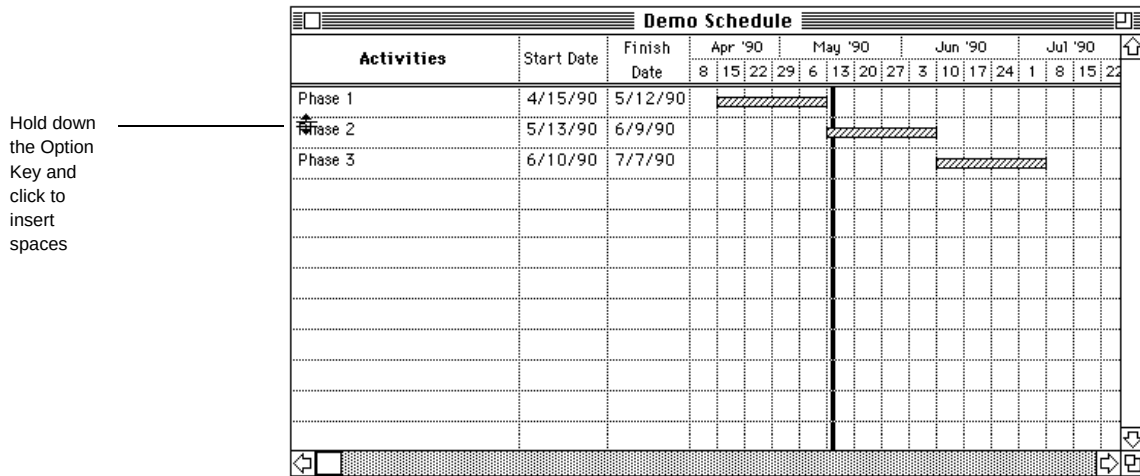 Demo Schedule
Activities
Start Date
Finish
Date
Apr '90
May '90
Jun '90
Jul '90
8 15 22 29 6 13 20 27 3 10 17 24 1 8 15 22
Phase 1 4/15/90 5/12/90
Phase 2 5/13/90 6/9/90
Phase 3 6/10/90 7/7/90
Hold down
the Option
Key and
click to
insert
spaces